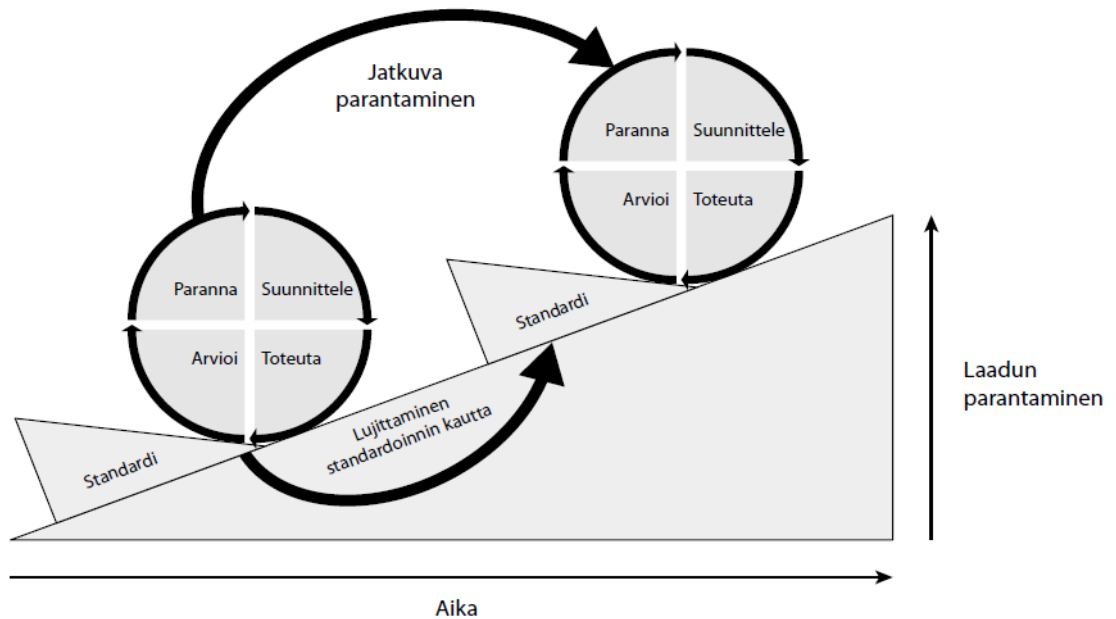 Jatkuva
parantaminen
Paranna
Suunnittele
Arvioi
Toteuta
Paranna
Suunnittele
Arvioi
Toteuta
Standardi
Standardi
Lujittaminen
standardoinnin kautta
Laadun
parantaminen
Aika